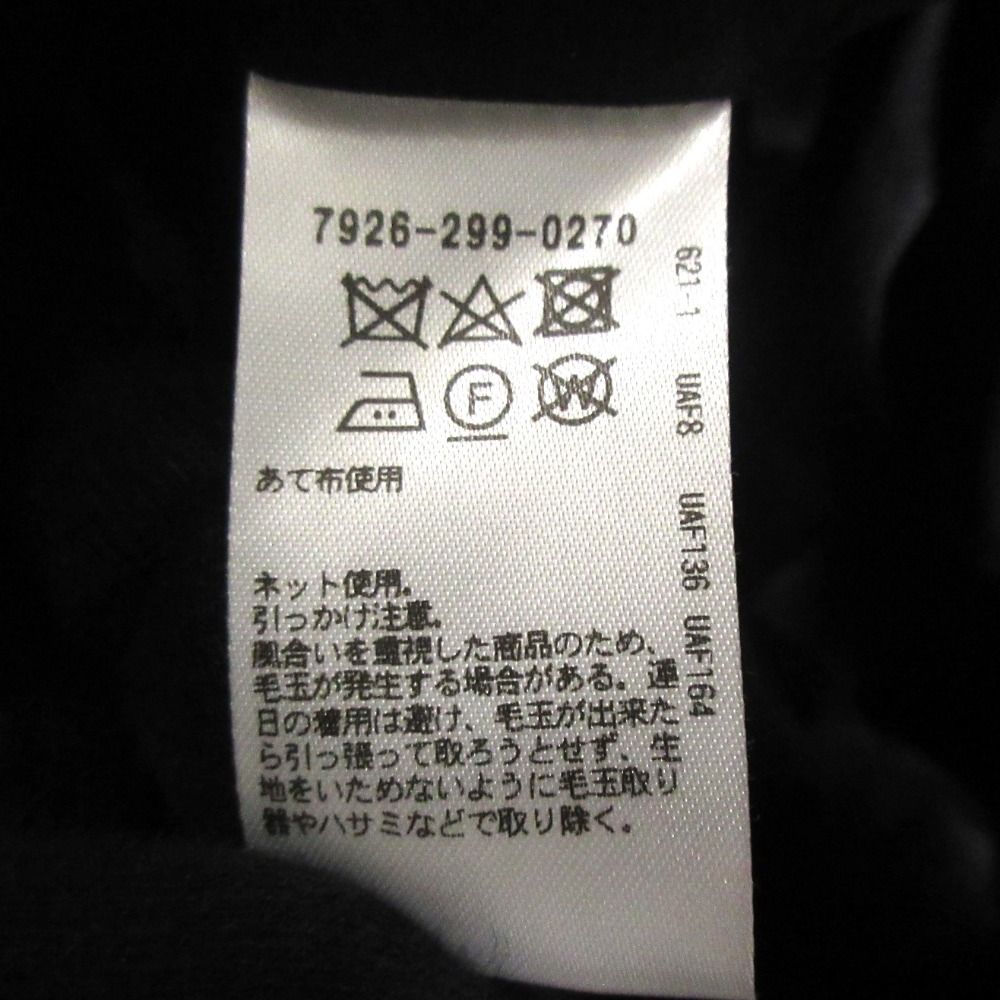 7926-299-0270
F
W
あて布使用
ネット使用。
引っかけ注意。
風合いを重視した商品のため、
毛玉が発生する場合がある。連
日の着用は避け、毛玉が出来た
ら引っ張って取ろうとせず、生
地をいためないように毛玉取り
器やハサミなどで取り除く。
621-1 UAF8 UAF136 UAF164